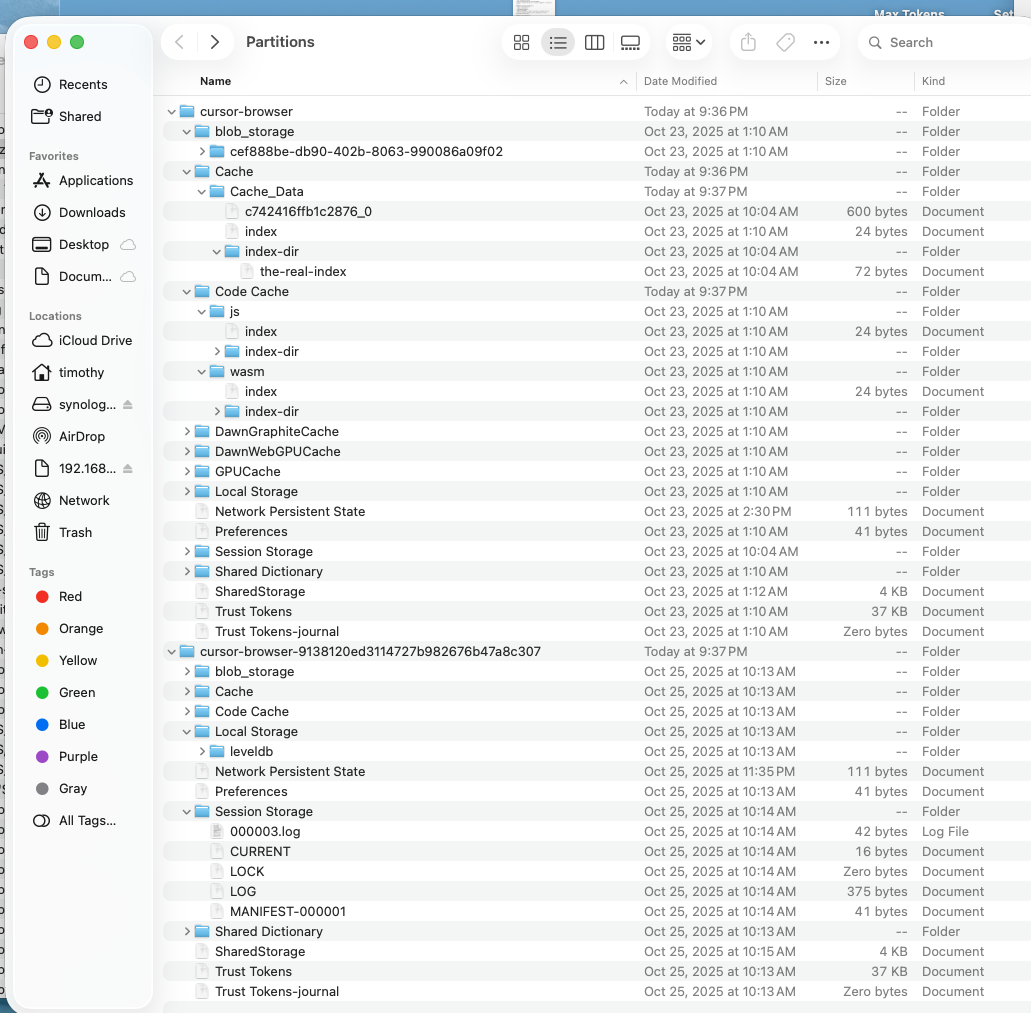 Max Tokens
Partitions
Search
Recents
Shared
Favorites
Applications
Downloads
Desktop
Docum...
Locations
iCloud Drive
timothy
synolog...
AirDrop
192.168...
Network
Trash
Tags
Red
Orange
Yellow
Green
Blue
Purple
Gray
All Tags...
Name Date Modified Size Kind
cursor-browser Today at 9:36 PM -- Folder
blob_storage Oct 23, 2025 at 1:10 AM -- Folder
cef888be-db90-402b-8063-990086a09f02 Oct 23, 2025 at 1:10 AM -- Folder
Cache Today at 9:36 PM -- Folder
Cache_Data Today at 9:37 PM -- Folder
c742416ffb1c2876_0 Oct 23, 2025 at 10:04 AM 600 bytes Document
index Oct 23, 2025 at 1:10 AM 24 bytes Document
index-dir Oct 23, 2025 at 10:04 AM -- Folder
the-real-index Oct 23, 2025 at 10:04 AM 72 bytes Document
Code Cache Today at 9:37 PM -- Folder
js Oct 23, 2025 at 1:10 AM -- Folder
index Oct 23, 2025 at 1:10 AM 24 bytes Document
index-dir Oct 23, 2025 at 1:10 AM -- Folder
wasm Oct 23, 2025 at 1:10 AM -- Folder
index Oct 23, 2025 at 1:10 AM 24 bytes Document
index-dir Oct 23, 2025 at 1:10 AM -- Folder
DawnGraphiteCache Oct 23, 2025 at 1:10 AM -- Folder
DawnWebGPUCache Oct 23, 2025 at 1:10 AM -- Folder
GPUCache Oct 23, 2025 at 1:10 AM -- Folder
Local Storage Oct 23, 2025 at 1:10 AM -- Folder
Network Persistent State Oct 23, 2025 at 2:30 PM 111 bytes Document
Preferences Oct 23, 2025 at 1:10 AM 41 bytes Document
Session Storage Oct 23, 2025 at 10:04 AM -- Folder
Shared Dictionary Oct 23, 2025 at 1:10 AM -- Folder
SharedStorage Oct 23, 2025 at 1:12 AM 4 KB Document
Trust Tokens Oct 23, 2025 at 1:10 AM 37 KB Document
Trust Tokens-journal Oct 23, 2025 at 1:10 AM Zero bytes Document
cursor-browser-9138120ed3114727b982676b47a8c307 Today at 9:37 PM -- Folder
blob_storage Oct 25, 2025 at 10:13 AM -- Folder
Cache Oct 25, 2025 at 10:13 AM -- Folder
Code Cache Oct 25, 2025 at 10:13 AM -- Folder
Local Storage Oct 25, 2025 at 10:13 AM -- Folder
leveldb Oct 25, 2025 at 10:13 AM -- Folder
Network Persistent State Oct 25, 2025 at 11:35 PM 111 bytes Document
Preferences Oct 25, 2025 at 10:13 AM 41 bytes Document
Session Storage Oct 25, 2025 at 10:14 AM -- Folder
000003.log Oct 25, 2025 at 10:14 AM 42 bytes Log File
CURRENT Oct 25, 2025 at 10:14 AM 16 bytes Document
LOCK Oct 25, 2025 at 10:14 AM Zero bytes Document
LOG Oct 25, 2025 at 10:14 AM 375 bytes Document
MANIFEST-000001 Oct 25, 2025 at 10:14 AM 41 bytes Document
Shared Dictionary Oct 25, 2025 at 10:13 AM -- Folder
SharedStorage Oct 25, 2025 at 10:15 AM 4 KB Document
Trust Tokens Oct 25, 2025 at 10:13 AM 37 KB Document
Trust Tokens-journal Oct 25, 2025 at 10:13 AM Zero bytes Document